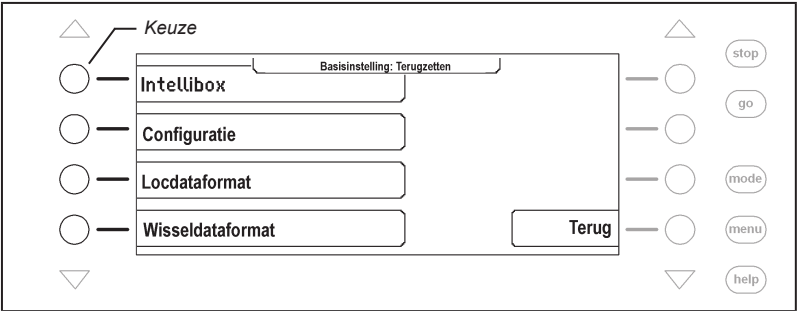 Keuze
Basisinstelling: Terugzetten
Intellibox
Configuratie
Locdataformat
Wisseldataformat
Terug
stop
go
mode
menu
help